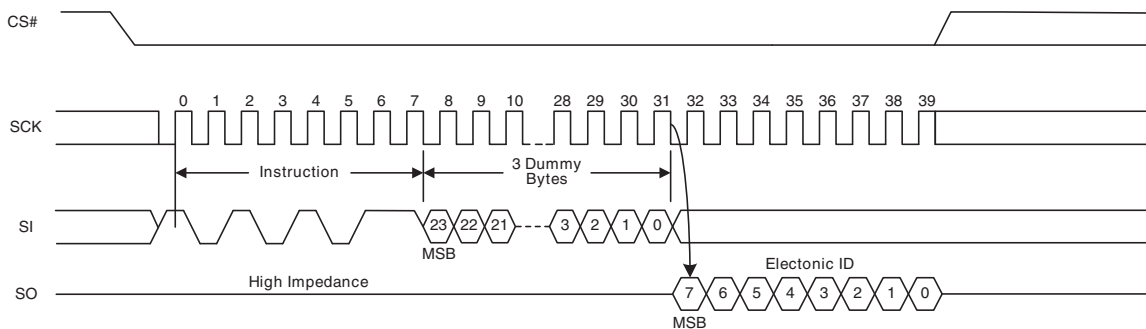 CS#
0 1 2 3 4 5 6 7 8 9 10 28 29 30 31 32 33 34 35 36 37 38 39
SCK
Instruction
3 Dummy
Bytes
SI
23 22 21 3 2 1 0
MSB
High Impedance
Electonic ID
SO
7 6 5 4 3 2 1 0
MSB